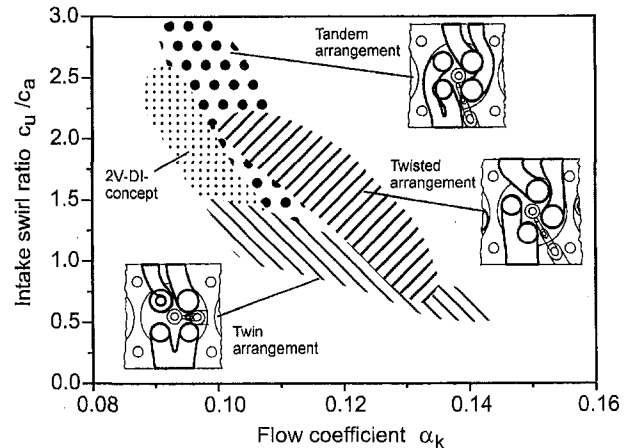 3.0
2.5
2.0
1.5
1.0
0.5
0.0
Intake swirl ratio c_u/c_a
Tandem
arrangement
2V-DI-
concept
Twisted
arrangement
Twin
arrangement
0.08
0.10
0.12
0.14
0.16
Flow coefficient α_k